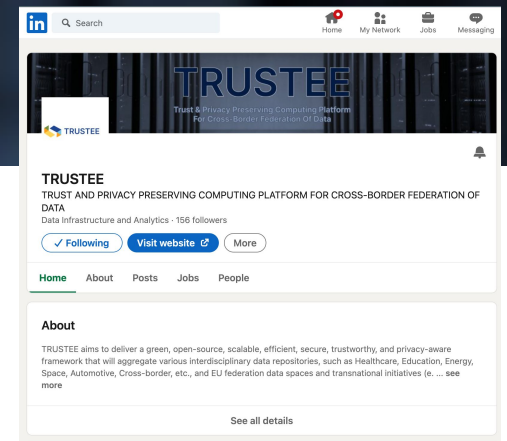 in
Search
Home
My Network
Jobs
Messaging
TRUSTEE
Trust & Privacy Preserving Computing Platform
For Cross-Border Federation Of Data
TRUSTEE
TRUSTEE
TRUST AND PRIVACY PRESERVING COMPUTING PLATFORM FOR CROSS-BORDER FEDERATION OF
DATA
Data Infrastructure and Analytics · 156 followers
✓ Following
Visit website
More
Home About Posts Jobs People
About
TRUSTEE aims to deliver a green, open-source, scalable, efficient, secure, trustworthy, and privacy-aware
framework that will aggregate various interdisciplinary data repositories, such as Healthcare, Education, Energy,
Space, Automotive, Cross-border, etc., and EU federation data spaces and transnational initiatives (e. ... see
more
See all details